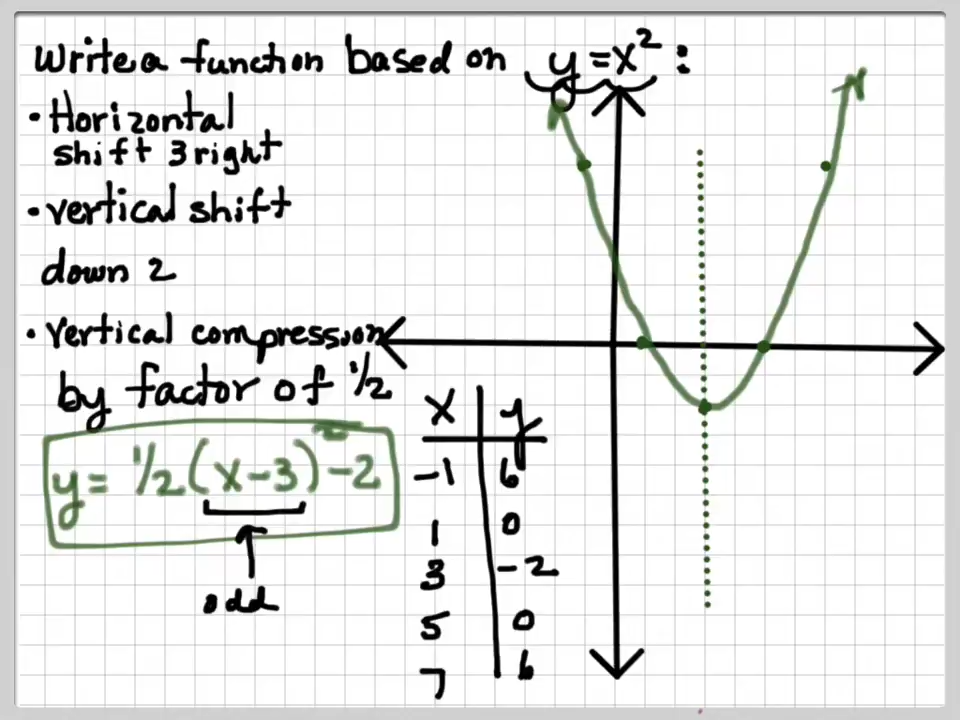 Write a function based on y = x²:
• Horizontal
shift 3 right
• vertical shift
down 2
• vertical compression
by factor of 1/2
y = 1/2 (x - 3)² - 2
odd
x y
-1 6
1 0
3 -2
5 0
7 6